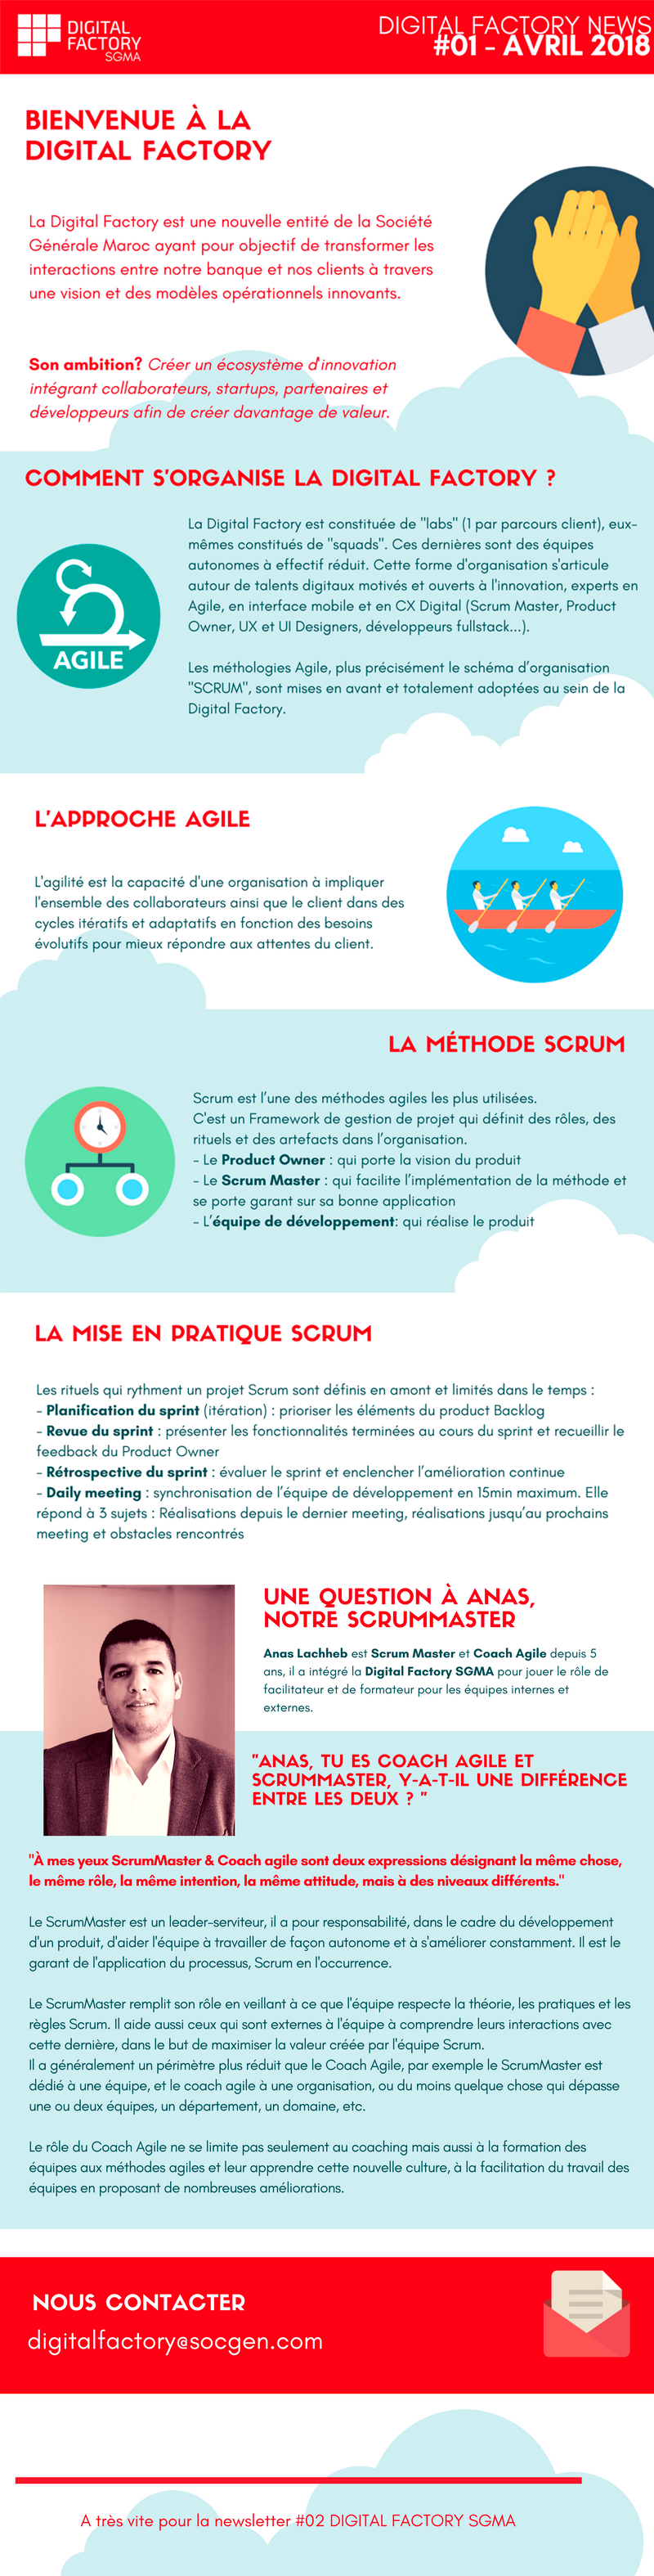 DIGITAL
FACTORY
SGMA
DIGITAL FACTORY NEWS
#01 - AVRIL 2018
BIENVENUE À LA
DIGITAL FACTORY
La Digital Factory est une nouvelle entité de la Société
Générale Maroc ayant pour objectif de transformer les
interactions entre notre banque et nos clients à travers
une vision et des modèles opérationnels innovants.
Son ambition? Créer un écosystème d'innovation
intégrant collaborateurs, startups, partenaires et
développeurs afin de créer davantage de valeur.
COMMENT S'ORGANISE LA DIGITAL FACTORY ?
La Digital Factory est constituée de "labs" (1 par parcours client), eux-
mêmes constitués de "squads". Ces dernières sont des équipes
autonomes à effectif réduit. Cette forme d'organisation s'articule
autour de talents digitaux motivés et ouverts à l'innovation, experts en
Agile, en interface mobile et en CX Digital (Scrum Master, Product
Owner, UX et UI Designers, développeurs fullstack...).
AGILE
Les méthologies Agile, plus précisément le schéma d'organisation
"SCRUM", sont mises en avant et totalement adoptées au sein de la
Digital Factory.
L'APPROCHE AGILE
L'agilité est la capacité d'une organisation à impliquer
l'ensemble des collaborateurs ainsi que le client dans des
cycles itératifs et adaptatifs en fonction des besoins
évolutifs pour mieux répondre aux attentes du client.
LA MÉTHODE SCRUM
Scrum est l'une des méthodes agiles les plus utilisées.
C'est un Framework de gestion de projet qui définit des rôles, des
rituels et des artefacts dans l'organisation.
- Le Product Owner : qui porte la vision du produit
- Le Scrum Master : qui facilite l'implémentation de la méthode et
se porte garant sur sa bonne application
- L'équipe de développement: qui réalise le produit
LA MISE EN PRATIQUE SCRUM
Les rituels qui rythment un projet Scrum sont définis en amont et limités dans le temps :
- Planification du sprint (itération) : prioriser les éléments du product Backlog
- Revue du sprint : présenter les fonctionnalités terminées au cours du sprint et recueillir le
feedback du Product Owner
- Rétrospective du sprint : évaluer le sprint et enclencher l'amélioration continue
- Daily meeting : synchronisation de l'équipe de développement en 15min maximum. Elle
répond à 3 sujets : Réalisations depuis le dernier meeting, réalisations jusqu'au prochains
meeting et obstacles rencontrés
UNE QUESTION À ANAS,
NOTRE SCRUMMASTER
Anas Lachheb est Scrum Master et Coach Agile depuis 5
ans, il a intégré la Digital Factory SGMA pour jouer le rôle de
facilitateur et de formateur pour les équipes internes et
externes.
"ANAS, TU ES COACH AGILE ET
SCRUMMASTER, Y-A-T-IL UNE DIFFÉRENCE
ENTRE LES DEUX ? "
"À mes yeux ScrumMaster & Coach agile sont deux expressions désignant la même chose,
le même rôle, la même intention, la même attitude, mais à des niveaux différents."
Le ScrumMaster est un leader-serviteur, il a pour responsabilité, dans le cadre du développement
d'un produit, d'aider l'équipe à travailler de façon autonome et à s'améliorer constamment. Il est le
garant de l'application du processus, Scrum en l'occurrence.
Le ScrumMaster remplit son rôle en veillant à ce que l'équipe respecte la théorie, les pratiques et les
règles Scrum. Il aide aussi ceux qui sont externes à l'équipe à comprendre leurs interactions avec
cette dernière, dans le but de maximiser la valeur créée par l'équipe Scrum.
Il a généralement un périmètre plus réduit que le Coach Agile, par exemple le ScrumMaster est
dédié à une équipe, et le coach agile à une organisation, ou du moins quelque chose qui dépasse
une ou deux équipes, un département, un domaine, etc.
Le rôle du Coach Agile ne se limite pas seulement au coaching mais aussi à la formation des
équipes aux méthodes agiles et leur apprendre cette nouvelle culture, à la facilitation du travail des
équipes en proposant de nombreuses améliorations.
NOUS CONTACTER
digitalfactory@socgen.com
A très vite pour la newsletter #02 DIGITAL FACTORY SGMA